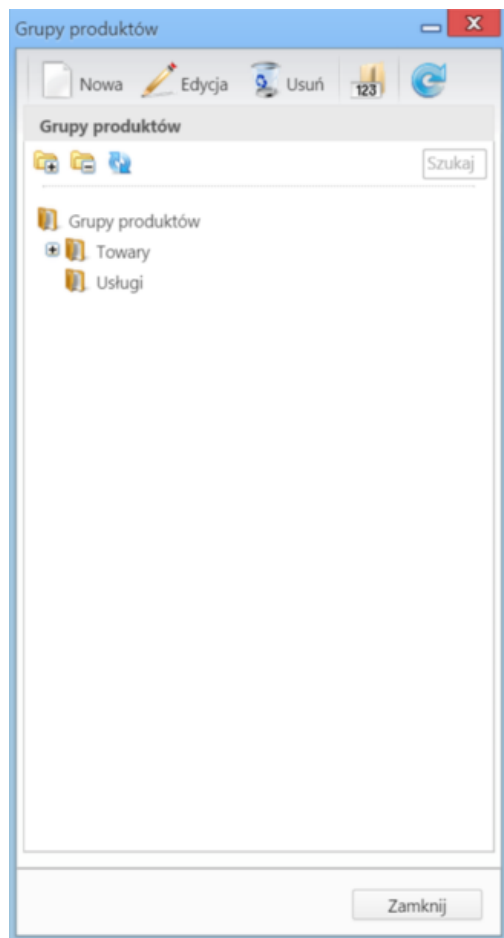 Grupy produktów
Nowa Edycja Usuń 123
Grupy produktów
Szukaj
Grupy produktów
Towary
Usługi
Zamknij